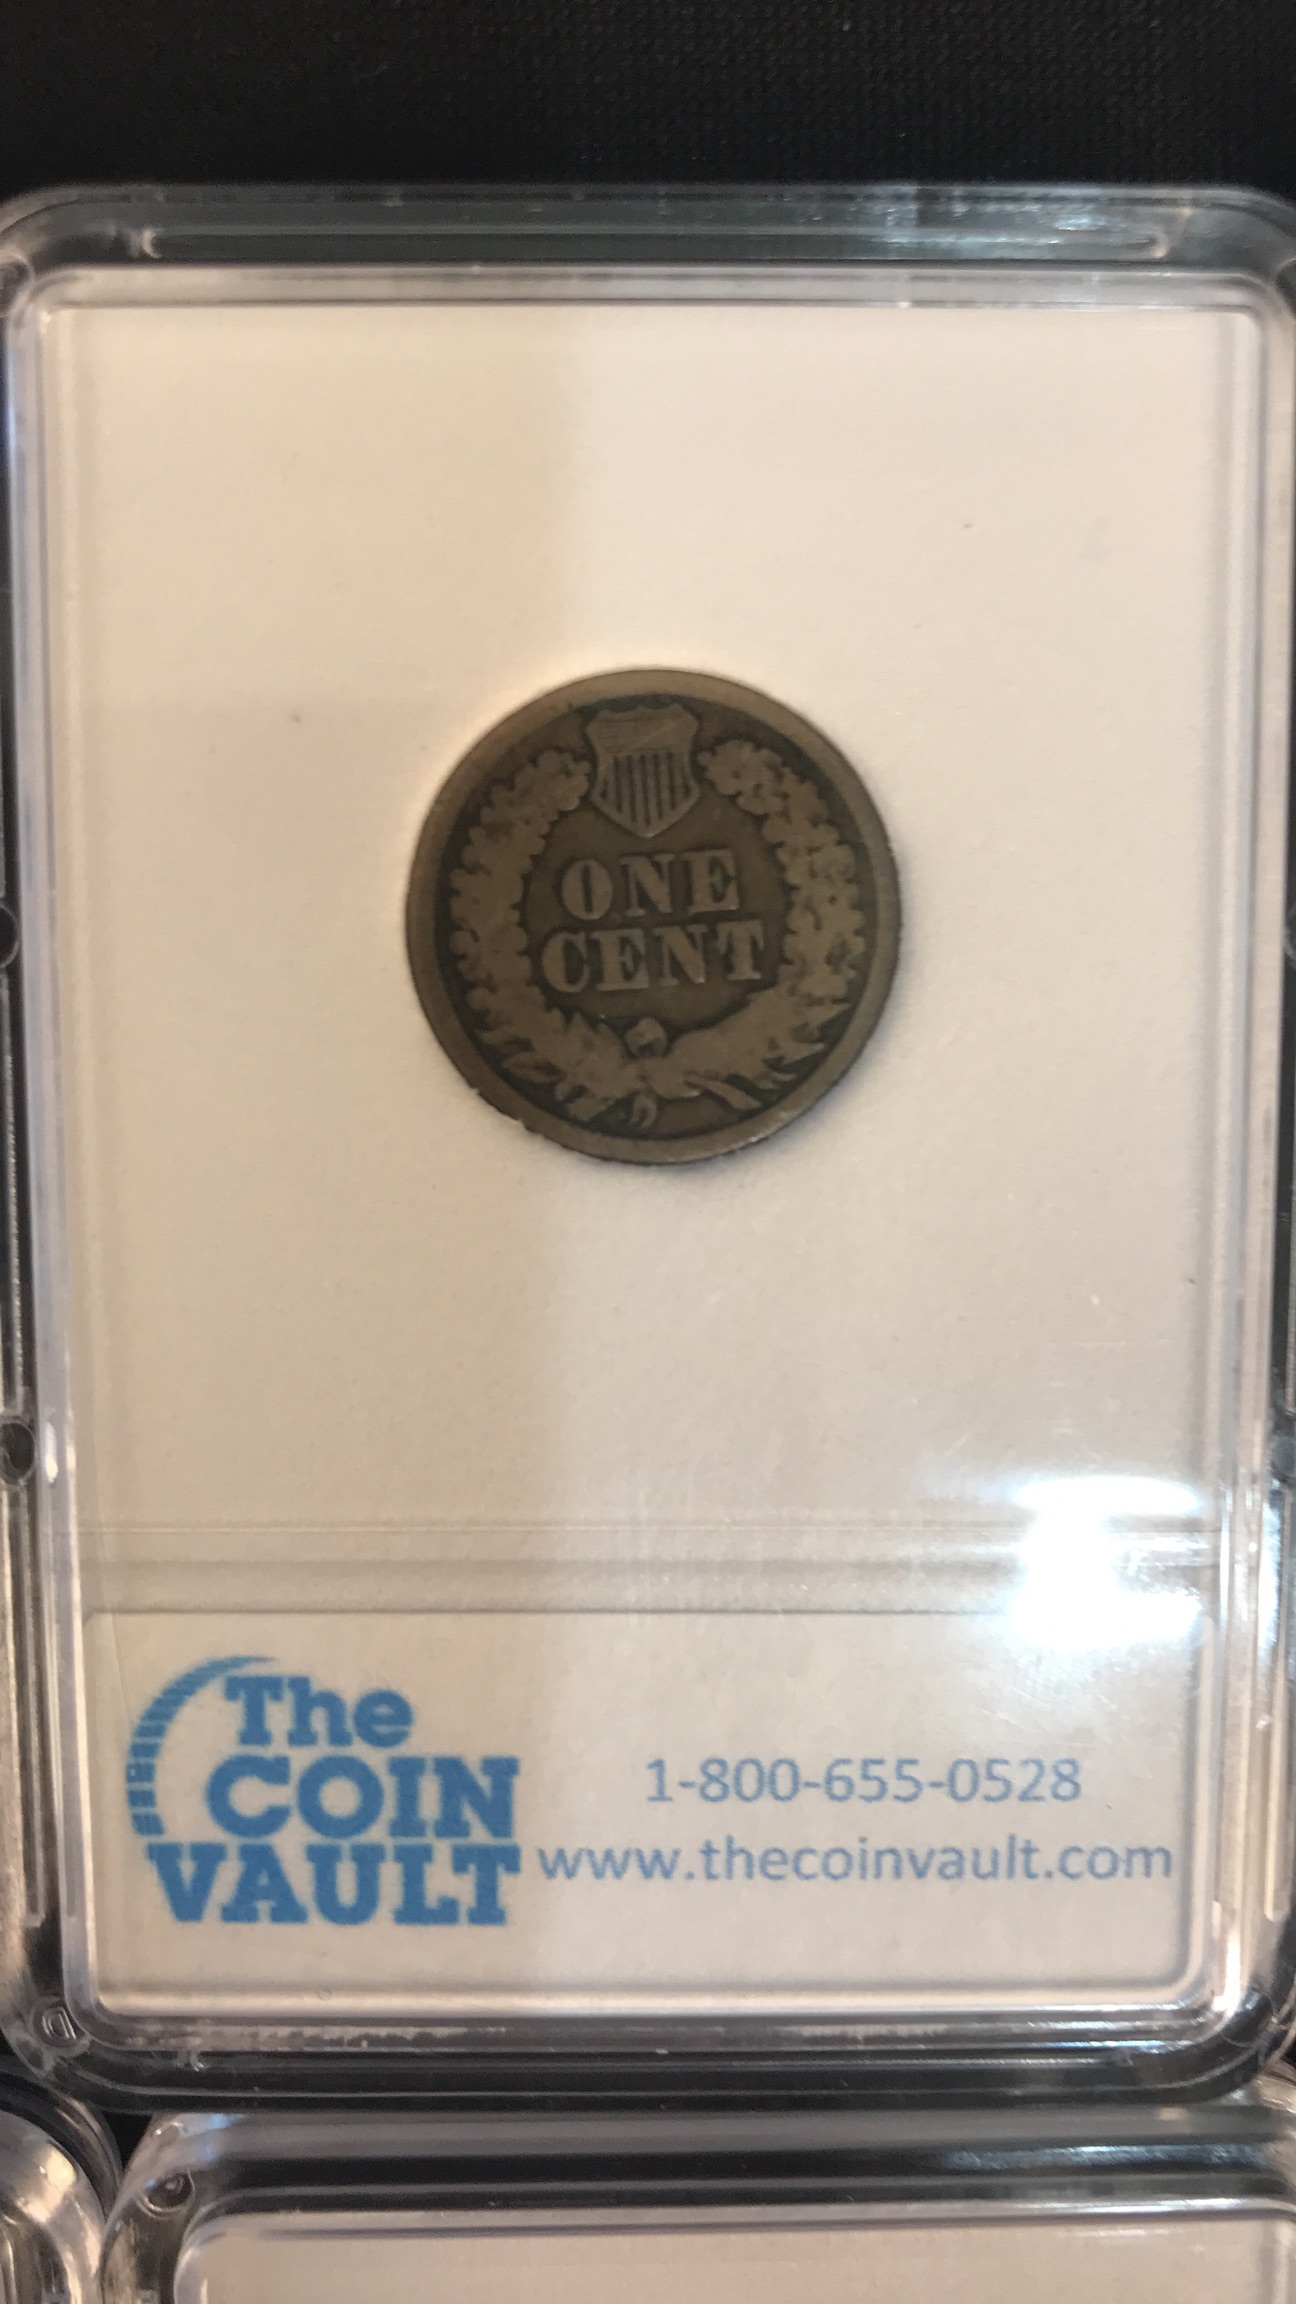 ONE
CENT
The
COIN
VAULT
1-800-655-0528
www.thecoinvault.com